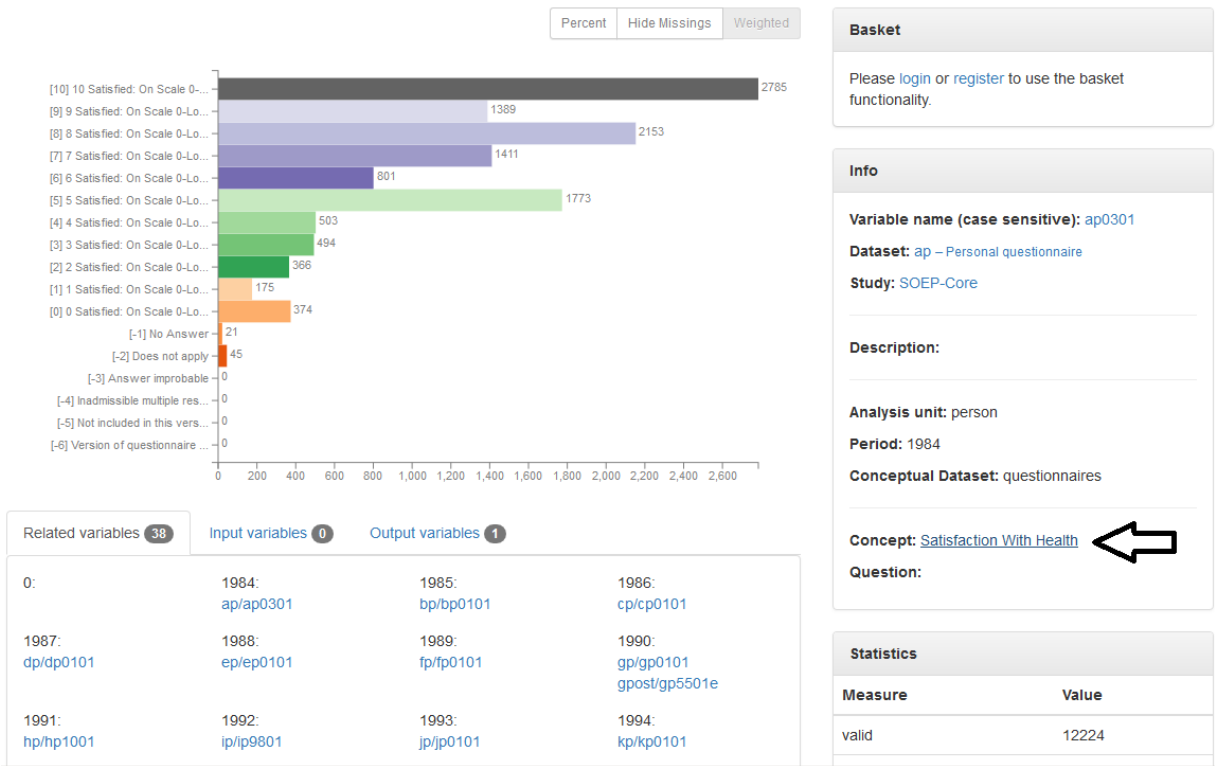 Percent Hide Missings Weighted
[10] 10 Satisfied: On Scale 0-... 2785
[9] 9 Satisfied: On Scale 0-Lo... 1389
[8] 8 Satisfied: On Scale 0-Lo... 2153
[7] 7 Satisfied: On Scale 0-Lo... 1411
[6] 6 Satisfied: On Scale 0-Lo... 801
[5] 5 Satisfied: On Scale 0-Lo... 1773
[4] 4 Satisfied: On Scale 0-Lo... 503
[3] 3 Satisfied: On Scale 0-Lo... 494
[2] 2 Satisfied: On Scale 0-Lo... 366
[1] 1 Satisfied: On Scale 0-Lo... 175
[0] 0 Satisfied: On Scale 0-Lo... 374
[-1] No Answer 21
[-2] Does not apply 45
[-3] Answer improbable 0
[-4] Inadmissible multiple res... 0
[-5] Not included in this vers... 0
[-6] Version of questionnaire ... 0
0 200 400 600 800 1,000 1,200 1,400 1,600 1,800 2,000 2,200 2,400 2,600
Related variables 38 Input variables 0 Output variables 1
0: 1984: 1985: 1986:
ap/ap0301 bp/bp0101 cp/cp0101
1987: 1988: 1989: 1990:
dp/dp0101 ep/ep0101 fp/fp0101 gp/gp0101
gpost/gp5501e
1991: 1992: 1993: 1994:
hp/hp1001 ip/ip9801 jp/jp0101 kp/kp0101
Basket
Please login or register to use the basket
functionality.
Info
Variable name (case sensitive): ap0301
Dataset: ap – Personal questionnaire
Study: SOEP-Core
Description:
Analysis unit: person
Period: 1984
Conceptual Dataset: questionnaires
Concept: Satisfaction With Health
Question:
Statistics
Measure Value
valid 12224